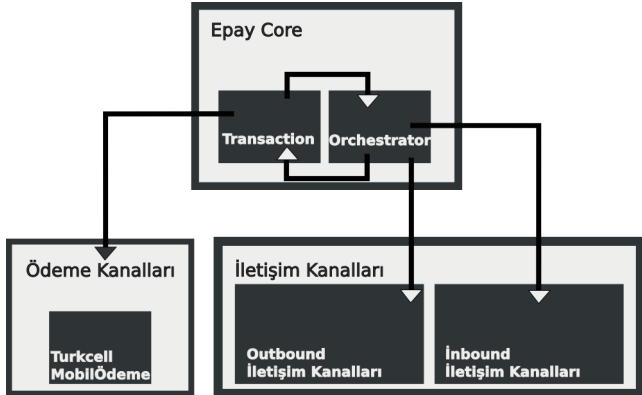 Epay Core
Transaction
Orchestrator
Ödeme Kanalları
Turkcell
MobilÖdeme
İletişim Kanalları
Outbound
İletişim Kanalları
İnbound
İletişim Kanalları